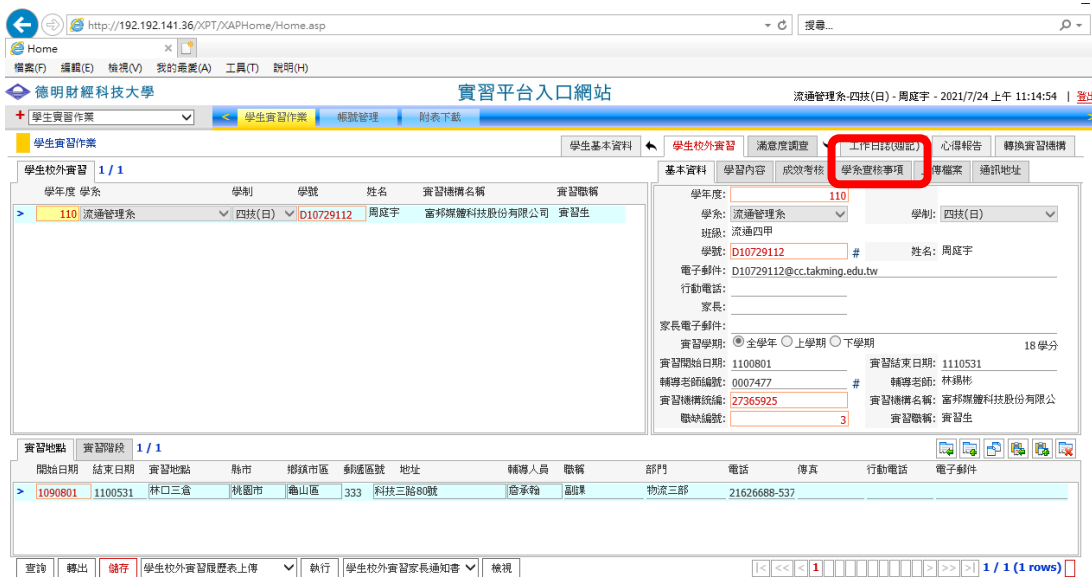 http://192.192.141.36/XPT/XAPHome/Home.asp
搜尋...
Home
檔案(F) 編輯(E) 檢視(V) 我的最愛(A) 工具(T) 說明(H)
德明財經科技大學 實習平台入口網站 流通管理系-四技(日) - 周庭宇 - 2021/7/24 上午 11:14:54 |
學生實習作業 < 學生實習作業 帳號管理 附表下載
學生實習作業 學生基本資料 學生校外實習 滿意度調查 工作日誌(週記) 心得報告 轉換實習機構
學生校外實習 1 / 1 基本資料 學習內容 成效考核 學系查核事項 上傳檔案 通訊地址
學年度 學系 學制 學號 姓名 實習機構名稱 實習職稱
> 110 流通管理系 四技(日) D10729112 周庭宇 富邦媒體科技股份有限公司 實習生
學年度: 110
學系: 流通管理系 學制: 四技(日)
班級: 流通四甲
學號: D10729112 # 姓名: 周庭宇
電子郵件: D10729112@cc.takming.edu.tw
行動電話:
家長:
家長電子郵件:
實習學期: 全學年 上學期 下學期 18 學分
實習開始日期: 1100801 實習結束日期: 1110531
輔導老師編號: 0007477 # 輔導老師: 林錫彬
實習機構統編: 27365925 實習機構名稱: 富邦媒體科技股份有限公
職缺編號: 3 實習職稱: 實習生
實習地點 實習階段 1 / 1
開始日期 結束日期 實習地點 縣市 鄉鎮市區 郵遞區號 地址 輔導人員 職稱 部門 電話 傳真 行動電話 電子郵件
> 1090801 1100531 林口三倉 桃園市 龜山區 333 科技三路80號 詹承翰 副課 物流三部 21626688-537
查詢 轉出 儲存 學生校外實習履歷表上傳 執行 學生校外實習家長通知書 檢視 |< << < 1 > >> >| 1 / 1 (1 rows)